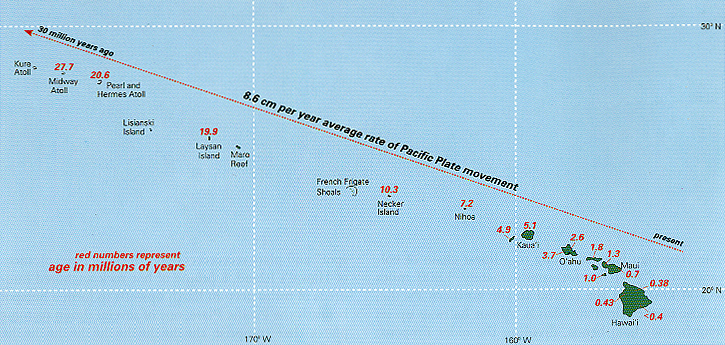 30° N
30 million years ago
Kure
Atoll
27.7
Midway
Atoll
20.6
Pearl and
Hermes Atoll
8.6 cm per year average rate of Pacific Plate movement
Lisianski
Island
19.9
Laysan
Island
Maro
Reef
French Frigate
Shoals
10.3
Necker
Island
7.2
Nihoa
4.9
5.1
Kaua'i
present
2.6
3.7
O'ahu
1.8
1.3
Maui
1.0
0.7
0.38
0.43
0.4
Hawai'i
red numbers represent
age in millions of years
20° N
170° W
160° W